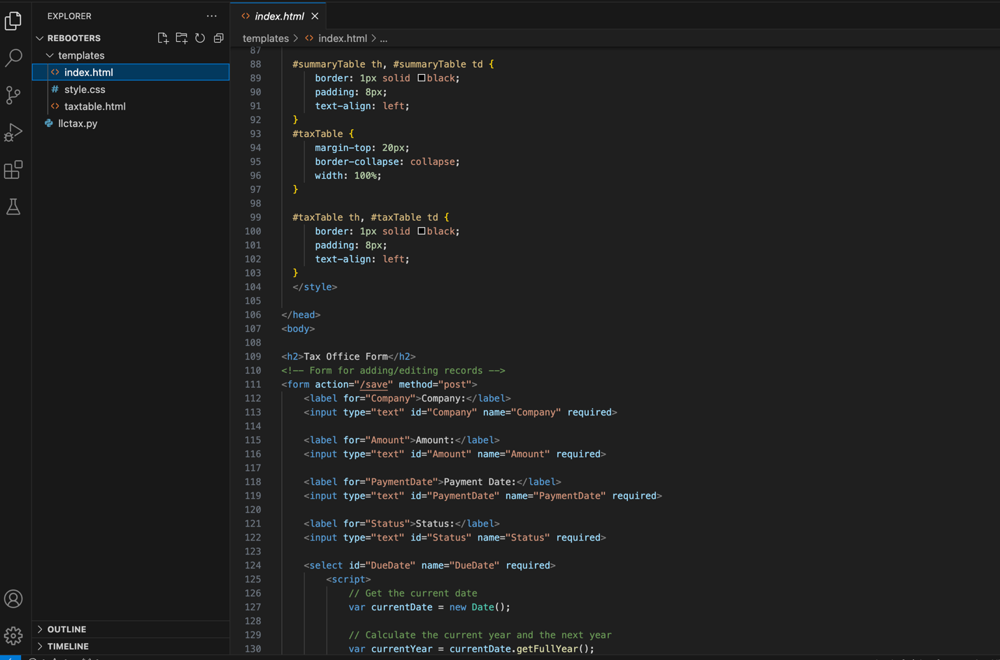 EXPLORER
REBOOTERS
templates
index.html
style.css
taxtable.html
llctax.py
OUTLINE
TIMELINE
index.html
templates > index.html > ...
87
88 #summaryTable th, #summaryTable td {
89 border: 1px solid black;
90 padding: 8px;
91 text-align: left;
92 }
93 #taxTable {
94 margin-top: 20px;
95 border-collapse: collapse;
96 width: 100%;
97 }
98
99 #taxTable th, #taxTable td {
100 border: 1px solid black;
101 padding: 8px;
102 text-align: left;
103 }
104 </style>
105
106 </head>
107 <body>
108
109 <h2>Tax Office Form</h2>
110 <!-- Form for adding/editing records -->
111 <form action="/save" method="post">
112 <label for="Company">Company:</label>
113 <input type="text" id="Company" name="Company" required>
114
115 <label for="Amount">Amount:</label>
116 <input type="text" id="Amount" name="Amount" required>
117
118 <label for="PaymentDate">Payment Date:</label>
119 <input type="text" id="PaymentDate" name="PaymentDate" required>
120
121 <label for="Status">Status:</label>
122 <input type="text" id="Status" name="Status" required>
123
124 <select id="DueDate" name="DueDate" required>
125 <script>
126 // Get the current date
127 var currentDate = new Date();
128
129 // Calculate the current year and the next year
130 var currentYear = currentDate.getFullYear();